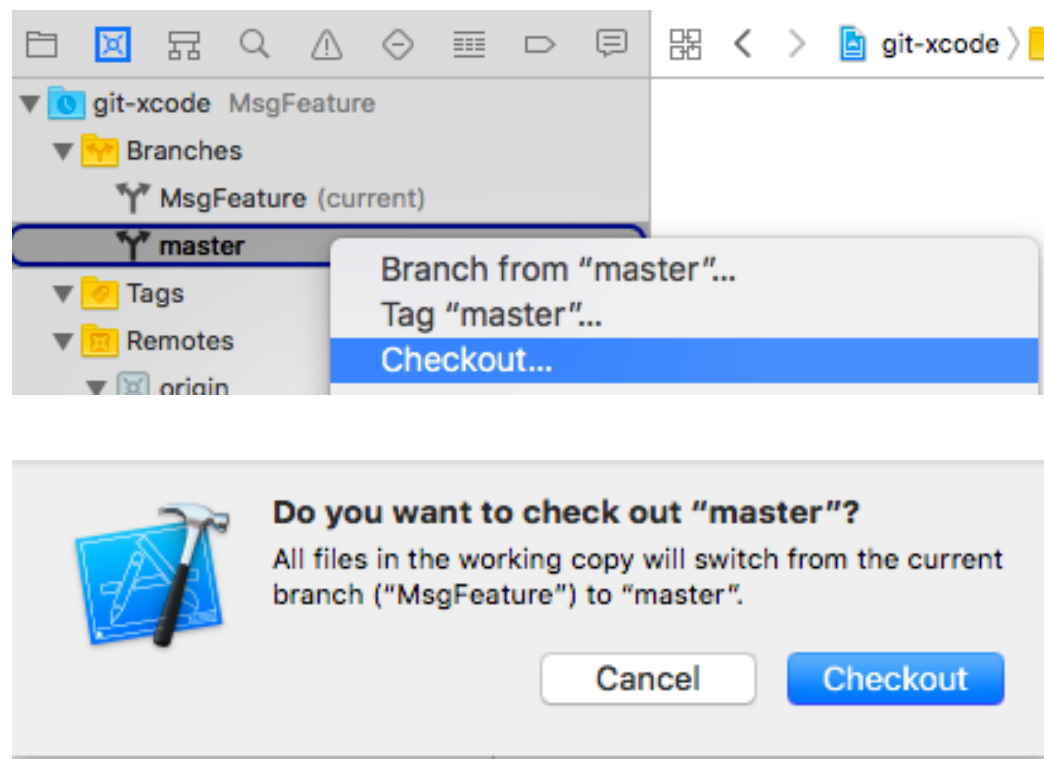 git-xcode
git-xcode MsgFeature
Branches
MsgFeature (current)
master
Branch from “master”...
Tags
Tag “master”...
Remotes
Checkout...
origin
Do you want to check out “master”?
All files in the working copy will switch from the current
branch (“MsgFeature”) to “master”.
Cancel Checkout